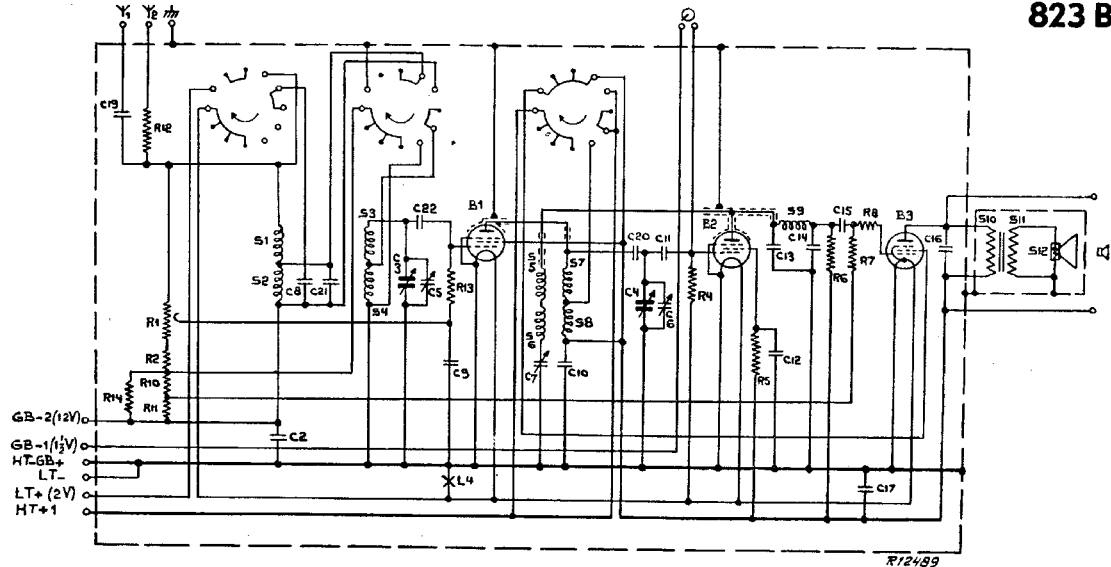 823 B
Y1 Y2
C19
R12
S1
S2
C8 C21
R1
R2
R10
R11
R14
C2
S3
S4
C22
C3
C5
R13
C9
L4
B1
S5
S6
C7
S7
S8
C10
C20 C11
C4
C6
R4
B2
R5
C12
C13
S9
C14
C15 R8
R6
R7
B3
C16
C17
S10 S11
S12
GB-2(12V)
GB-1(1½V)
HT-GB+
LT-
LT+ (2V)
HT+1
R12489